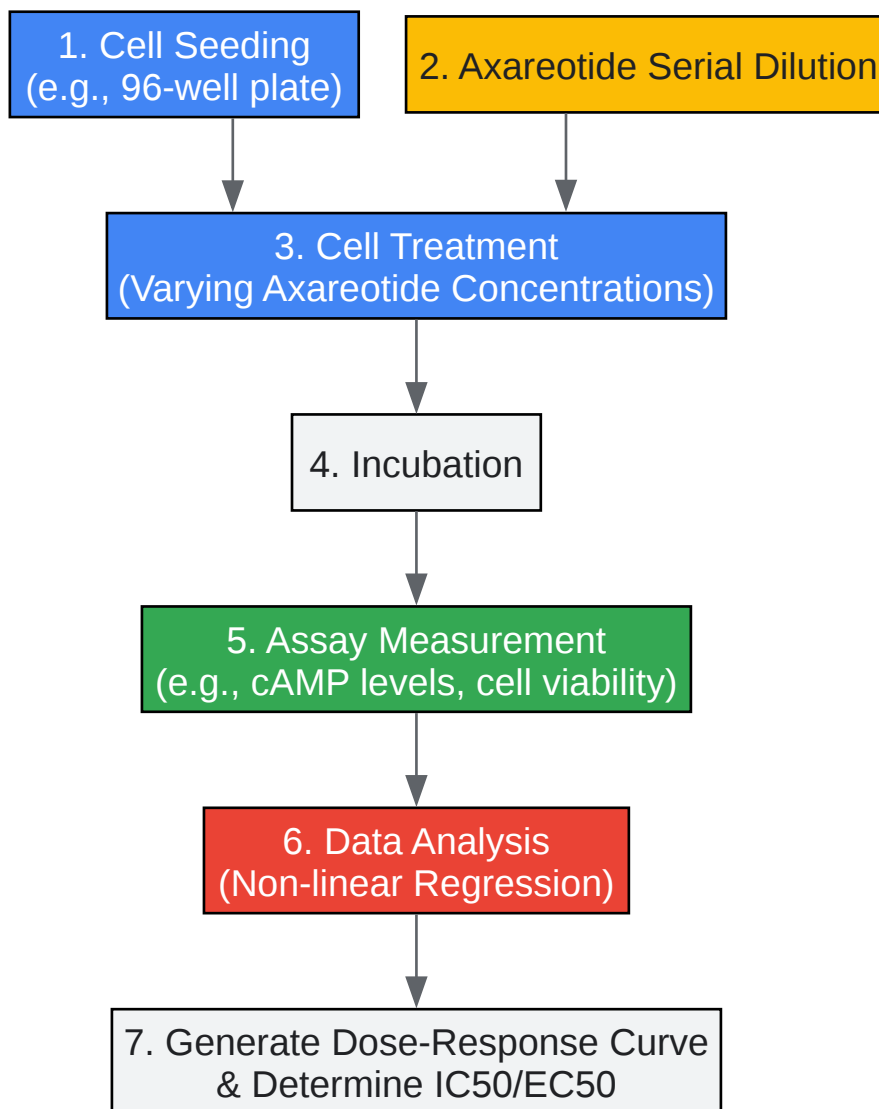 1. Cell Seeding
(e.g., 96-well plate)
2. Axareotide Serial Dilution
3. Cell Treatment
(Varying Axareotide Concentrations)
4. Incubation
5. Assay Measurement
(e.g., cAMP levels, cell viability)
6. Data Analysis
(Non-linear Regression)
7. Generate Dose-Response Curve
& Determine IC50/EC50